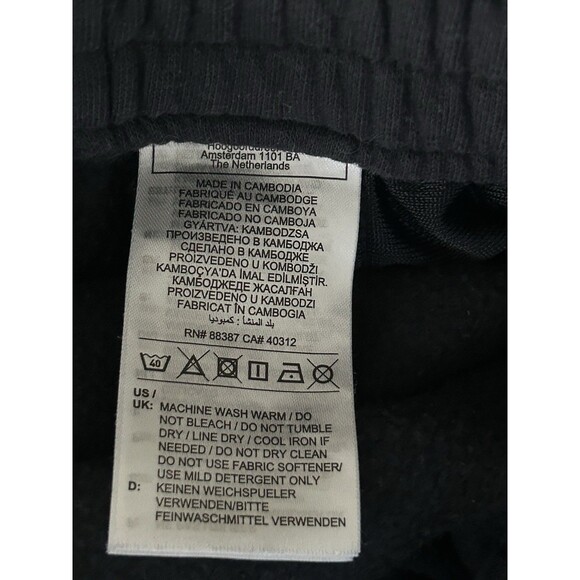 Amsterdam 1101 BA
The Netherlands
MADE IN CAMBODIA
FABRIQUÉ AU CAMBODGE
FABRICADO EN CAMBOYA
FABRICADO NO CAMBOJA
GYÁRTVA: KAMBODZSA
ПРОИЗВЕДЕНО В КАМБОДЖА
СДЕЛАНО В КАМБОДЖЕ
PROIZVEDENO U KOMBODŽI
KAMBOÇYA'DA İMAL EDİLMİŞTİR.
КАМБОДЖЕДЕ ЖАСАЛҒАН
PROIZVEDENO U KAMBODZI
FABRICAT ÎN CAMBOGIA
بلد المنشأ : كمبوديا
RN# 88387 CA# 40312
40
US /
UK: MACHINE WASH WARM / DO
NOT BLEACH / DO NOT TUMBLE
DRY / LINE DRY / COOL IRON IF
NEEDED / DO NOT DRY CLEAN
DO NOT USE FABRIC SOFTENER/
USE MILD DETERGENT ONLY
D: KEINEN WEICHSPUELER
VERWENDEN/BITTE
FEINWASCHMITTEL VERWENDEN